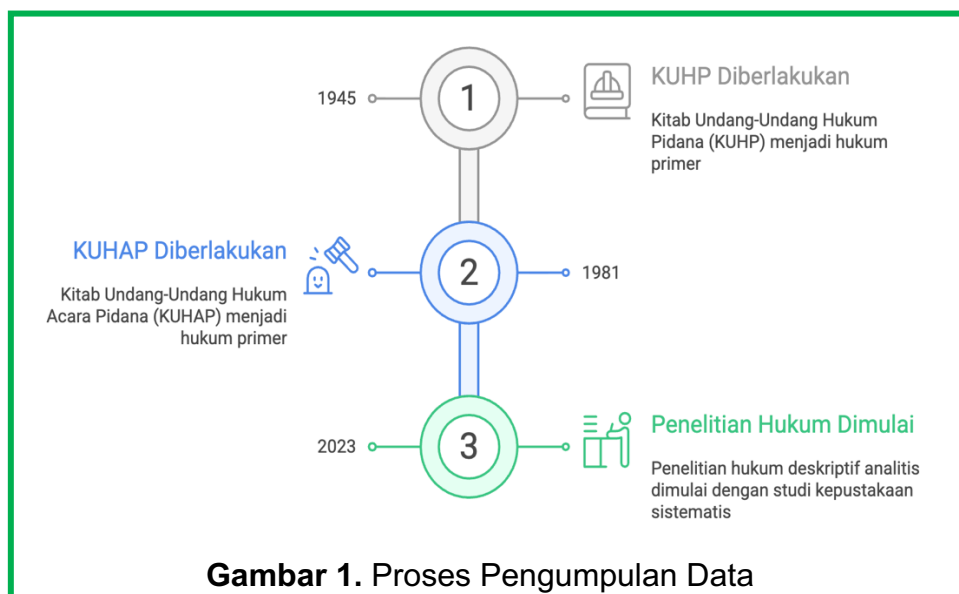 1945
1
KUHP Diberlakukan
Kitab Undang-Undang Hukum
Pidana (KUHP) menjadi hukum
primer
KUHAP Diberlakukan
Kitab Undang-Undang Hukum
Acara Pidana (KUHAP) menjadi
hukum primer
2
1981
2023
3
Penelitian Hukum Dimulai
Penelitian hukum deskriptif analitis
dimulai dengan studi kepustakaan
sistematis
Gambar 1. Proses Pengumpulan Data